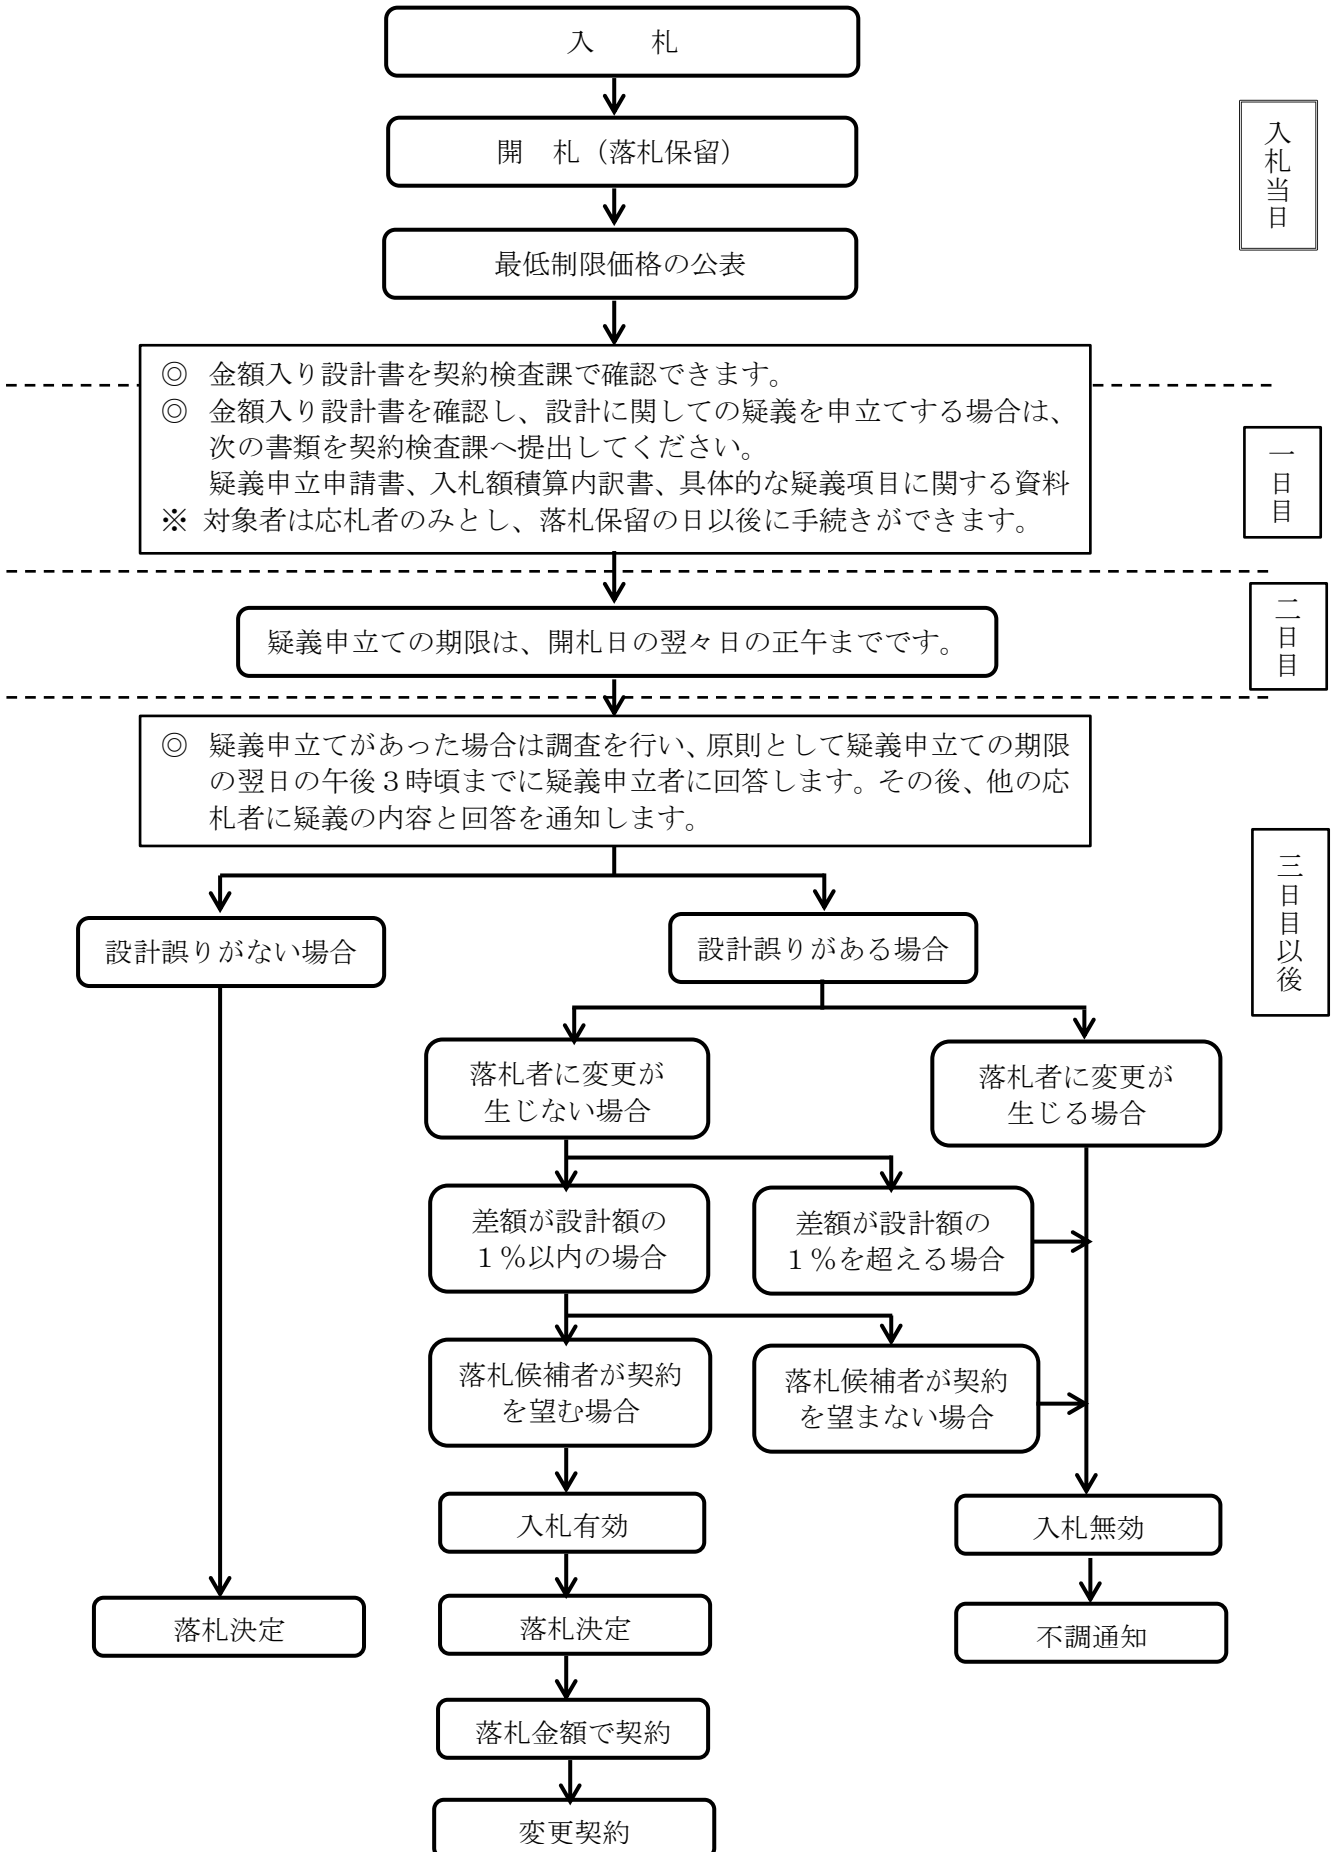 入　　札
開　札（落札保留）
最低制限価格の公表
入札当日
◎　金額入り設計書を契約検査課で確認できます。
◎　金額入り設計書を確認し、設計に関しての疑義を申立てする場合は、
次の書類を契約検査課へ提出してください。
疑義申立申請書、入札額積算内訳書、具体的な疑義項目に関する資料
※ 対象者は応札者のみとし、落札保留の日以後に手続きができます。
一日目
疑義申立ての期限は、開札日の翌々日の正午までです。
二日目
◎　疑義申立てがあった場合は調査を行い、原則として疑義申立ての期限
の翌日の午後３時頃までに疑義申立者に回答します。その後、他の応
札者に疑義の内容と回答を通知します。
三日目以後
設計誤りがない場合
設計誤りがある場合
落札者に変更が
生じない場合
落札者に変更が
生じる場合
差額が設計額の
１％以内の場合
差額が設計額の
１％を超える場合
落札候補者が契約
を望む場合
落札候補者が契約
を望まない場合
入札有効
入札無効
落札決定
落札決定
不調通知
落札金額で契約
変更契約